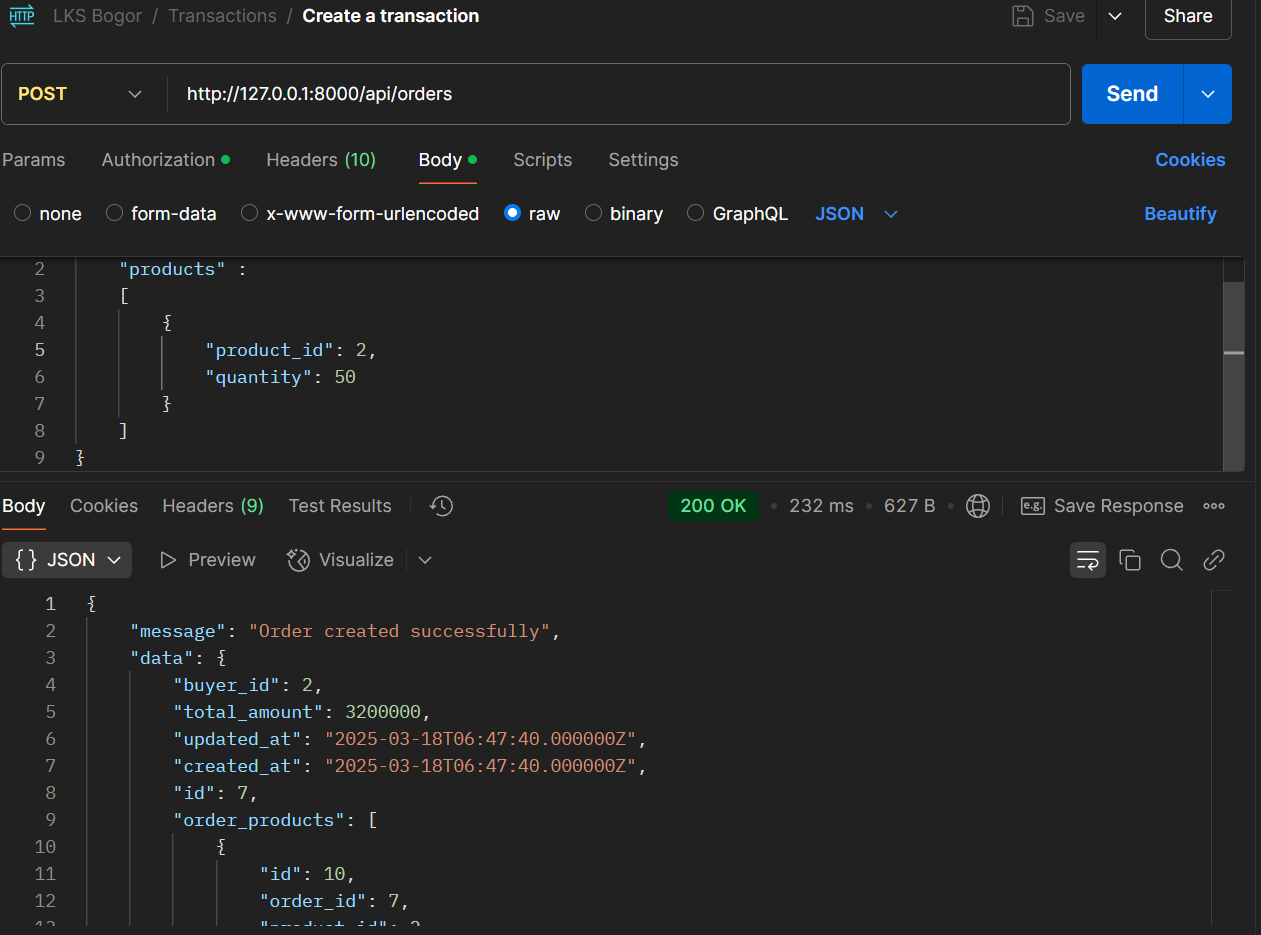 HTTP LKS Bogor / Transactions / Create a transaction Save Share
POST http://127.0.0.1:8000/api/orders Send
Params Authorization Headers (10) Body Scripts Settings Cookies
none form-data x-www-form-urlencoded raw binary GraphQL JSON Beautify
2 "products" :
3 [
4 {
5 "product_id": 2,
6 "quantity": 50
7 }
8 ]
9 }
Body Cookies Headers (9) Test Results 200 OK 232 ms 627 B e.g. Save Response
{} JSON Preview Visualize
1 {
2 "message": "Order created successfully",
3 "data": {
4 "buyer_id": 2,
5 "total_amount": 3200000,
6 "updated_at": "2025-03-18T06:47:40.000000Z",
7 "created_at": "2025-03-18T06:47:40.000000Z",
8 "id": 7,
9 "order_products": [
10 {
11 "id": 10,
12 "order_id": 7,
13 "product_id": 2